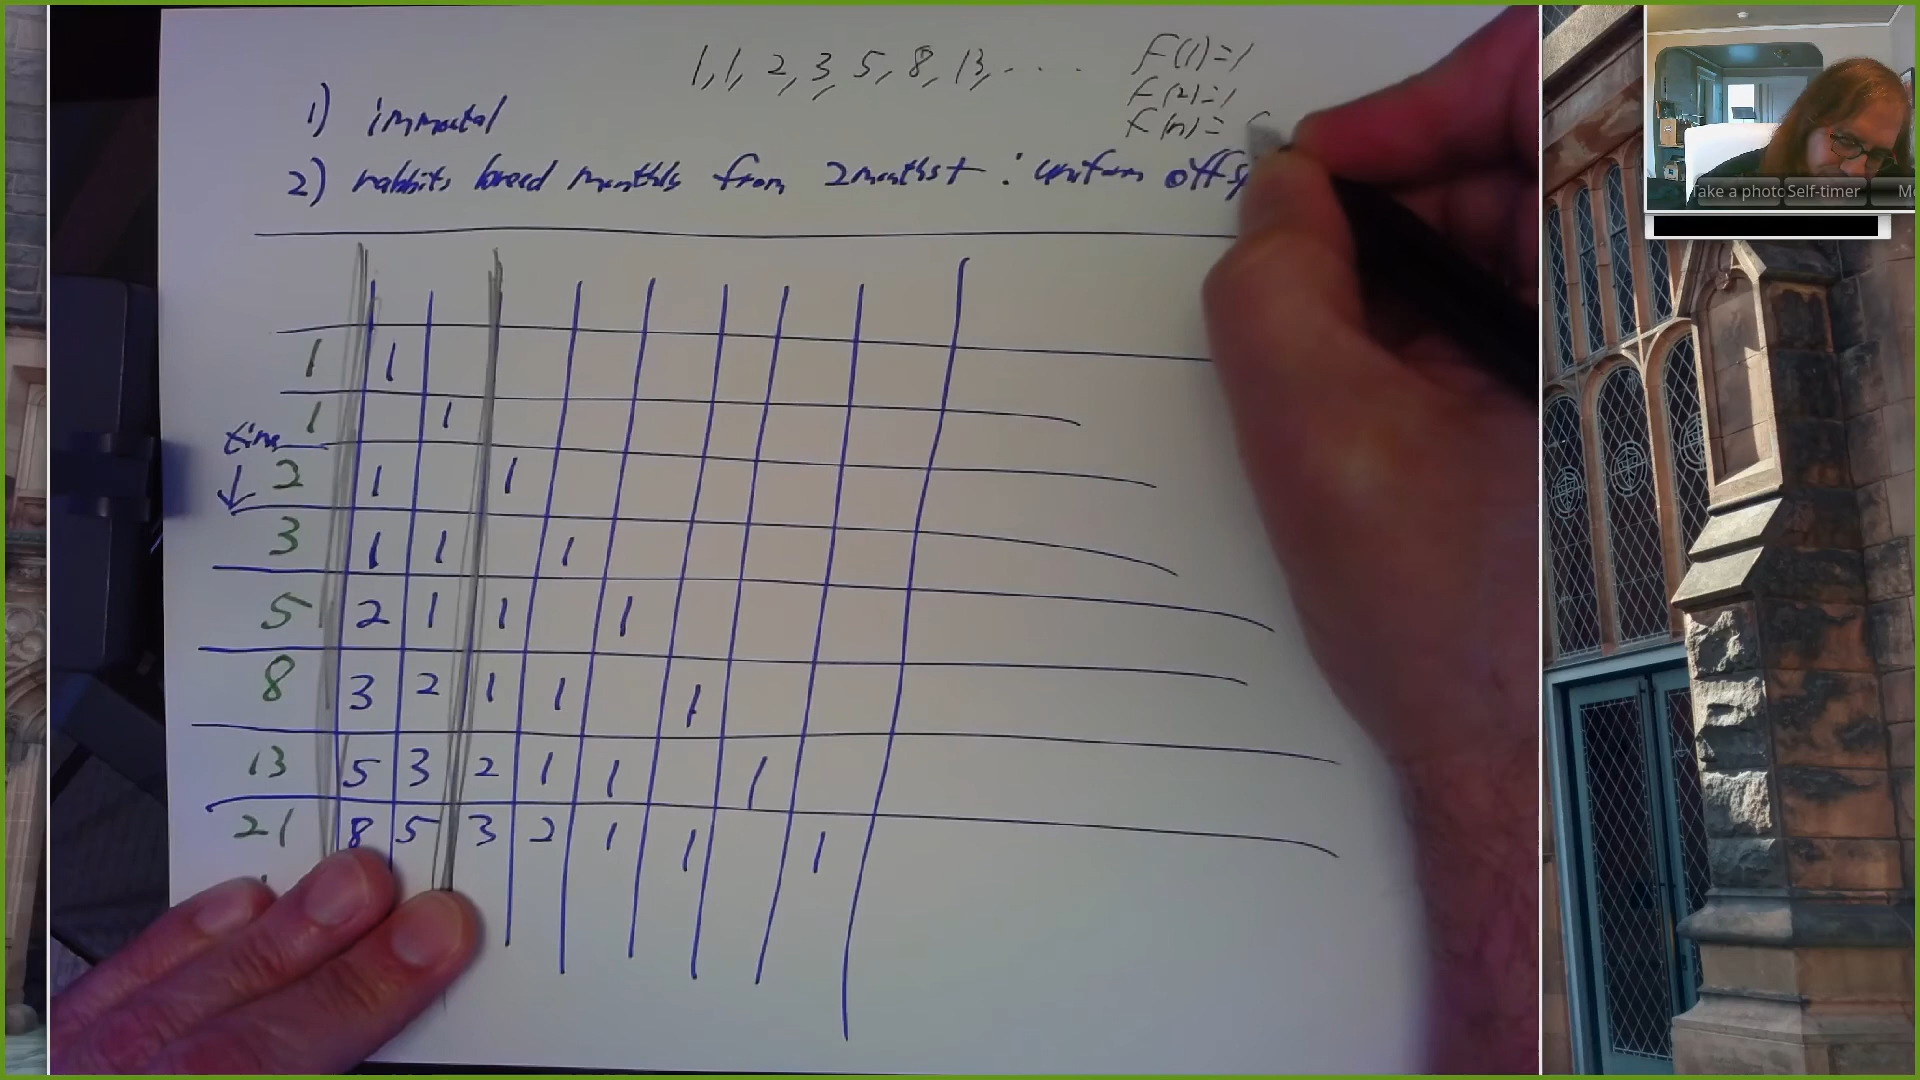 1, 1, 2, 3, 5, 8, 13, ....
F(1)=1
F(2)=1
F(n)=
1) immortal
2) rabbits breed monthly from 2months+ : uniform offsp
1 1
1 1
time
2 1 1
3 1 1 1
5 2 1 1 1
8 3 2 1 1 1
13 5 3 2 1 1 1
21 8 5 3 2 1 1 1
Take a photo Self-timer Mo